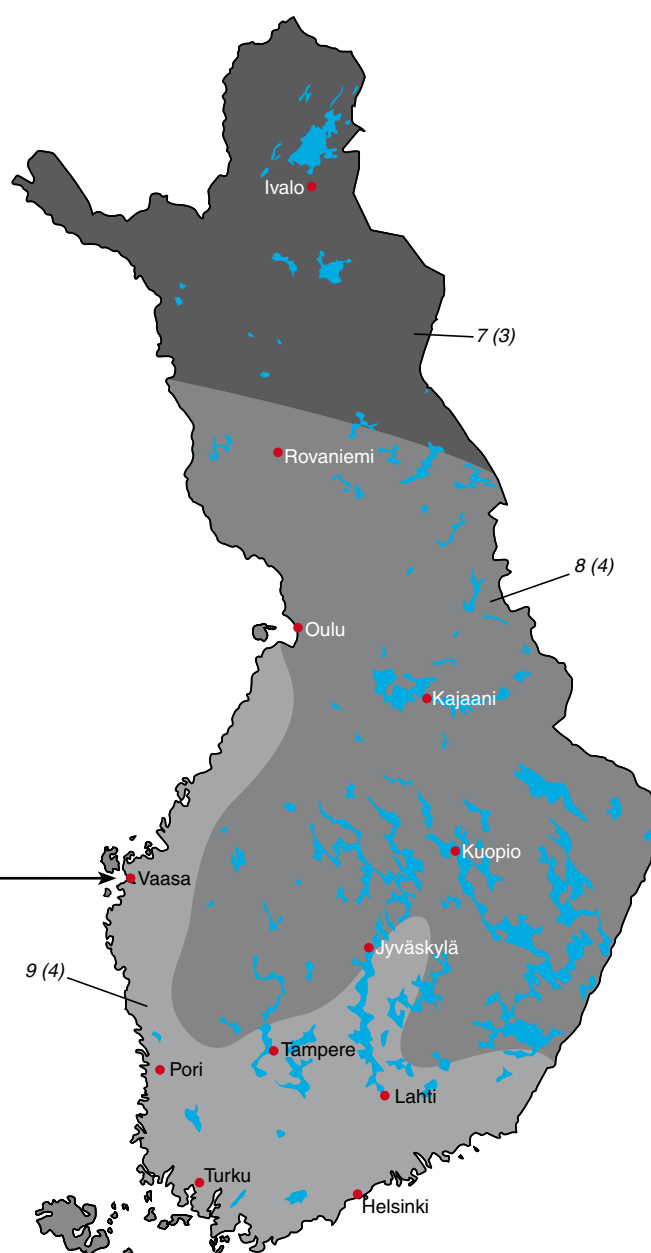 Ivalo
7 (3)
Rovaniemi
8 (4)
Oulu
Kajaani
Kuopio
Vaasa
Jyväskylä
9 (4)
Tampere
Pori
Lahti
Turku
Helsinki